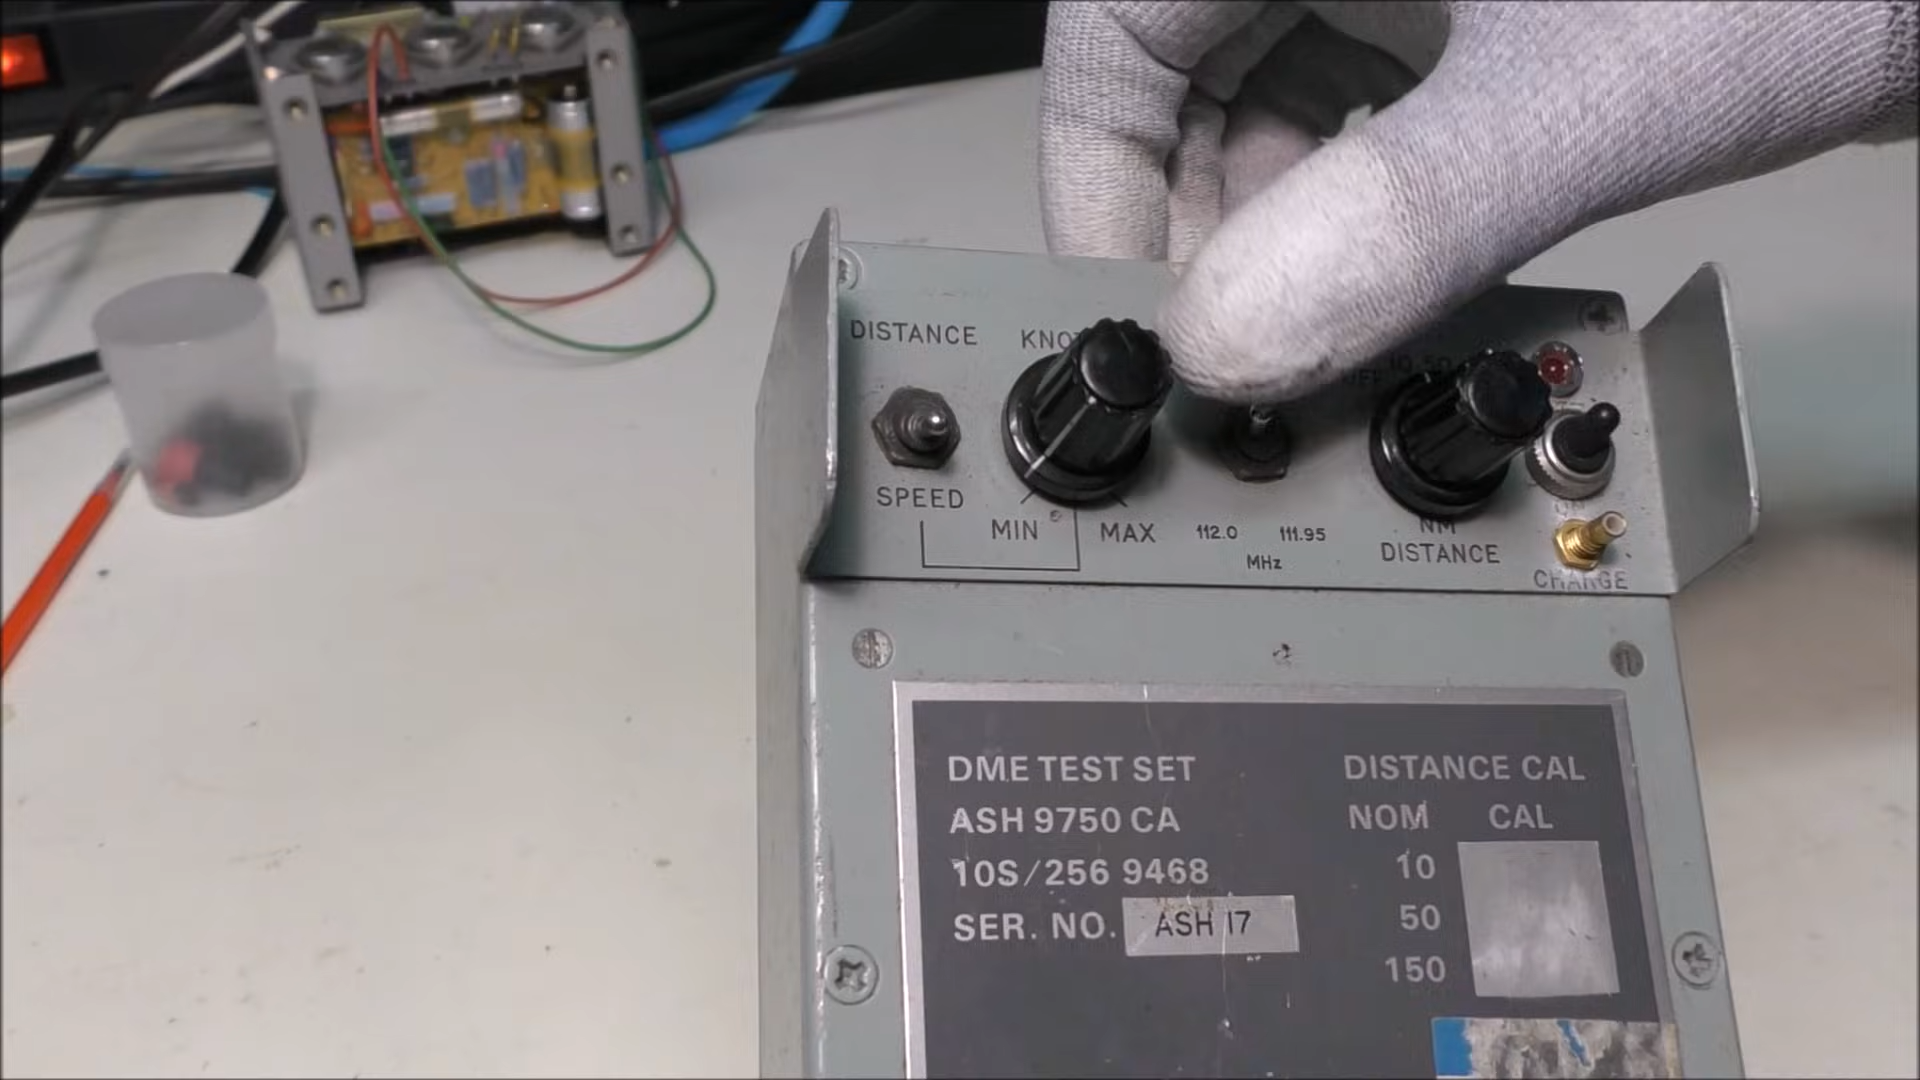 DISTANCE
SPEED
MIN
MAX
112.0 111.95
MHz
NM
DISTANCE
CHARGE
DME TEST SET
ASH 9750 CA
10S/256 9468
SER. NO. ASH 17
DISTANCE CAL
NOM CAL
10
50
150